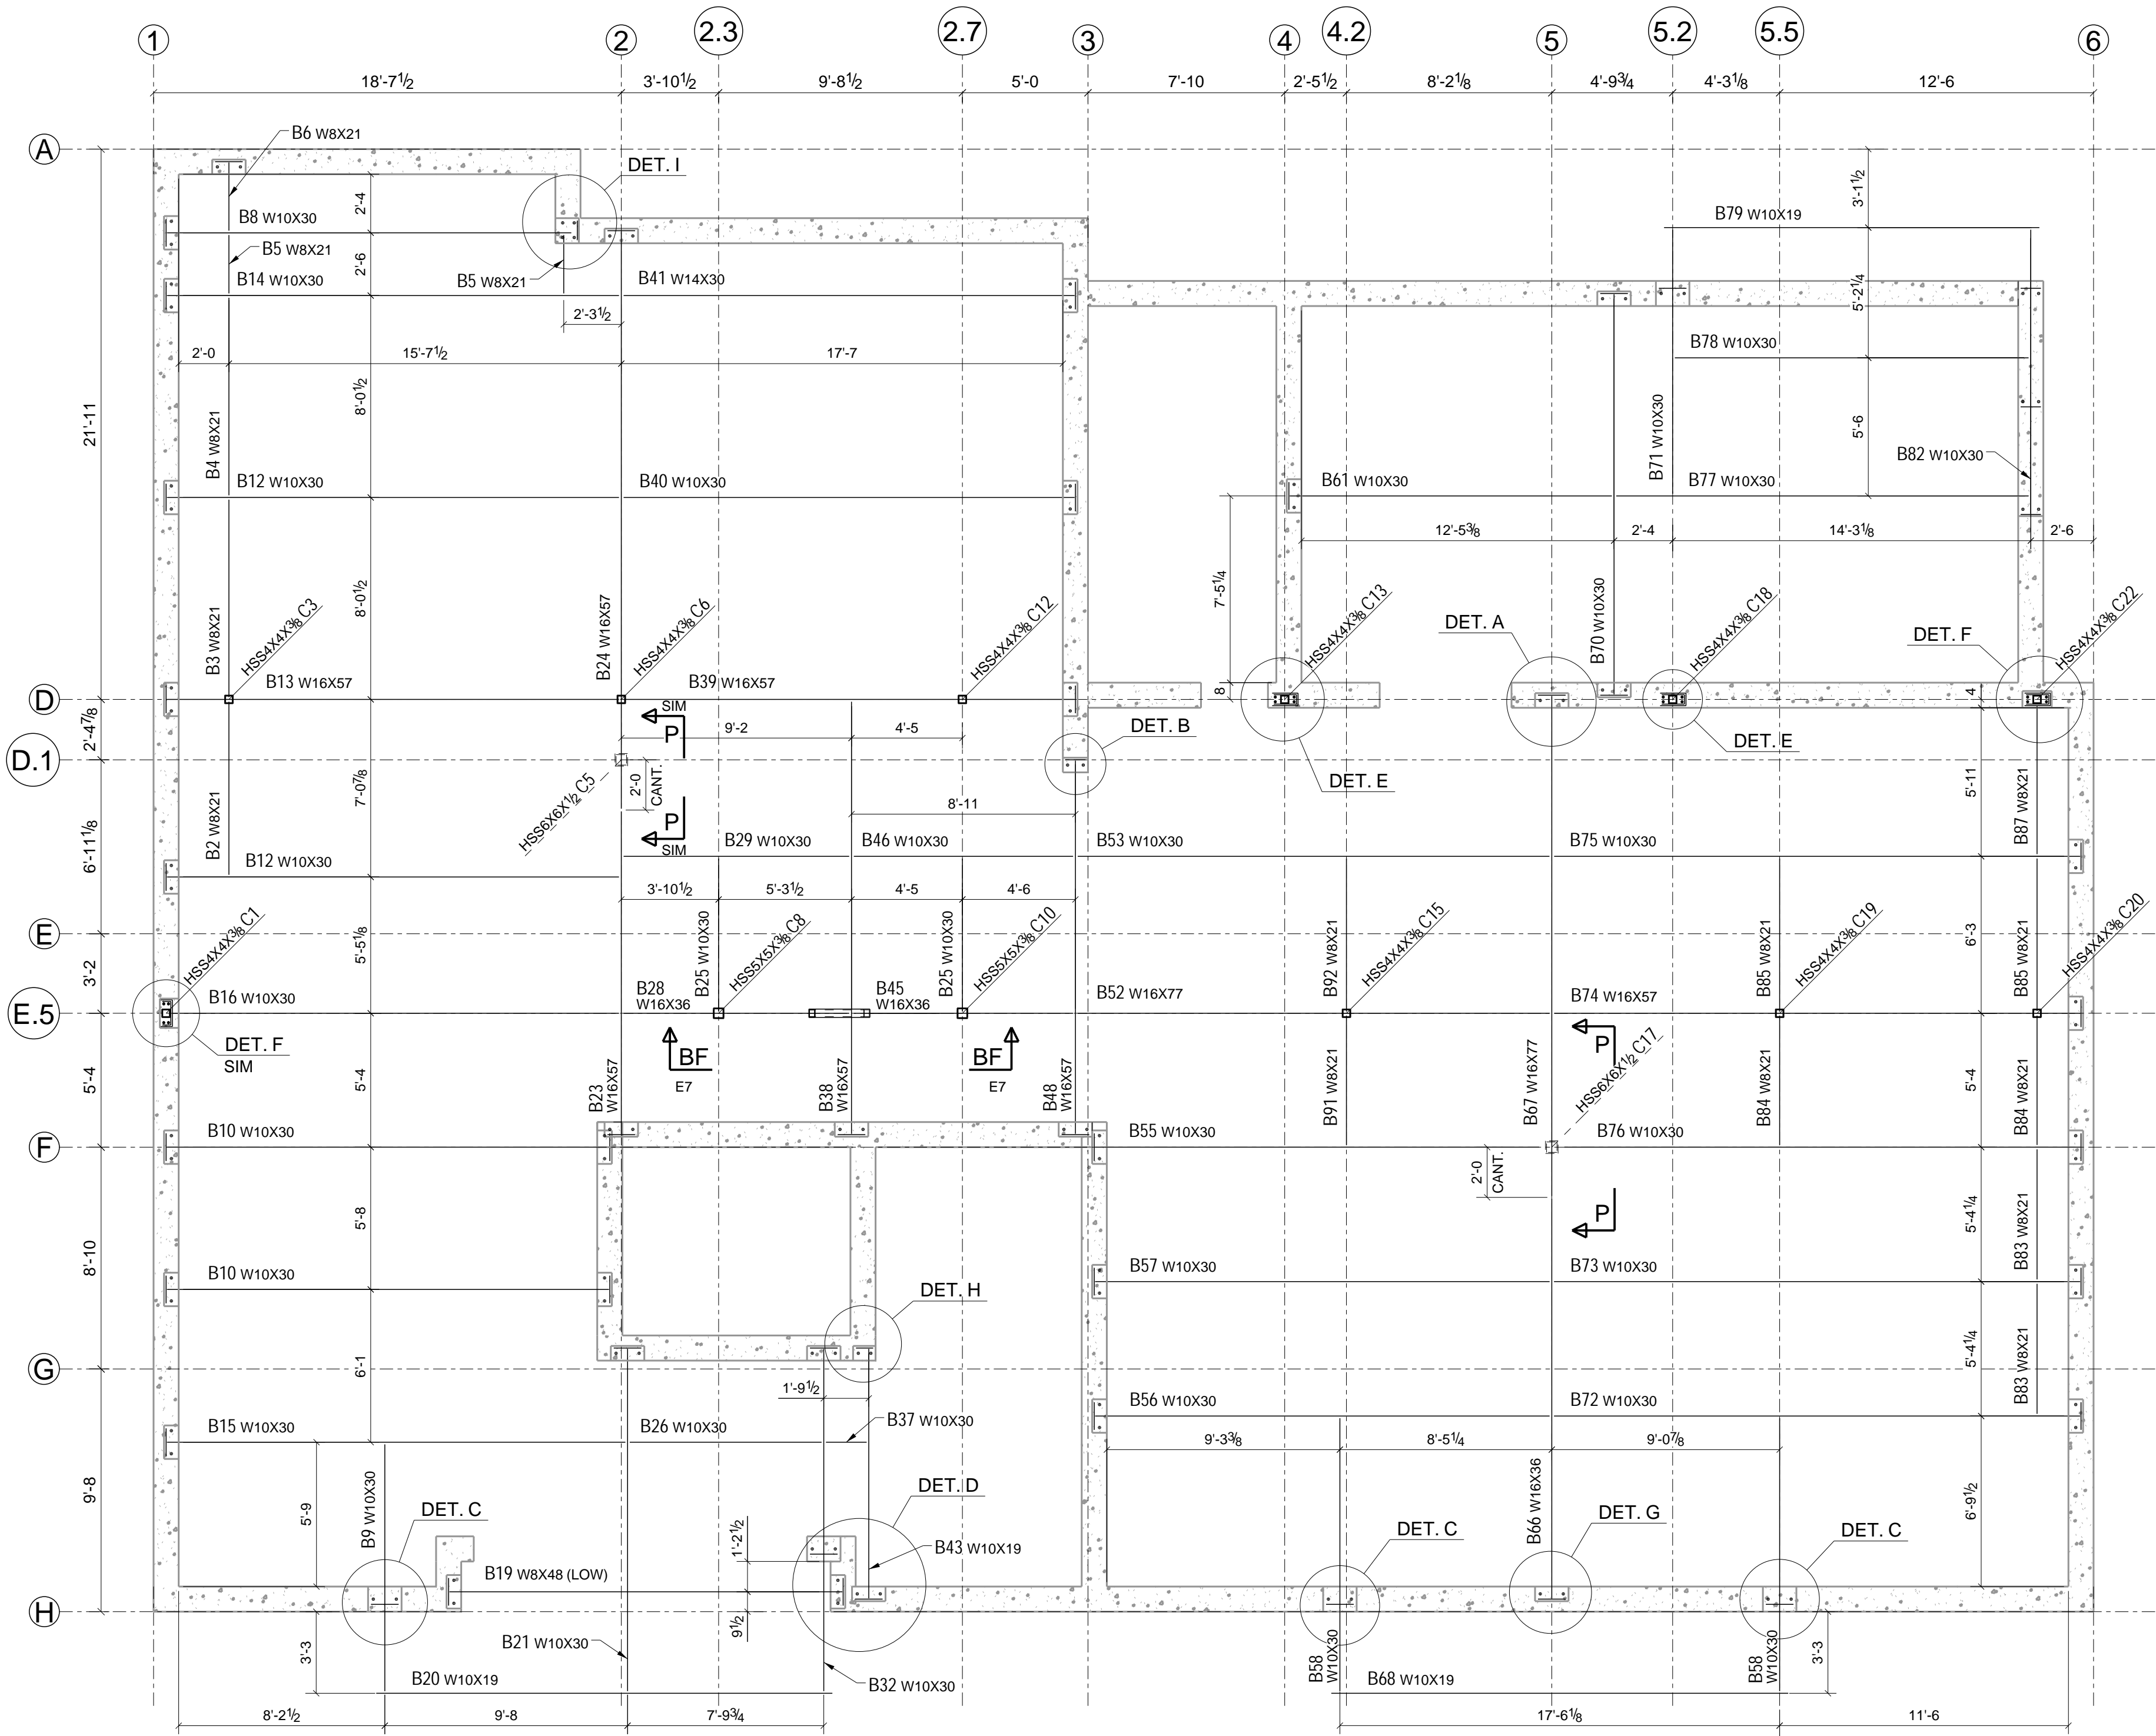 1 2 2.3 2.7 3 4 4.2 5 5.2 5.5 6
18'-7½ 3'-10½ 9'-8½ 5'-0 7'-10 2'-5½ 8'-2⅛ 4'-9¾ 4'-3⅛ 12'-6
A
B6 W8X21
DET. I
2'-4
3'-1½
B8 W10X30
B79 W10X19
B5 W8X21
2'-6
B14 W10X30
B5 W8X21
B41 W14X30
5'-2¼
2'-3½
B78 W10X30
2'-0 15'-7½ 17'-7
8'-0½
21'-11
B4 W8X21
B71 W10X30
5'-6
B82 W10X30
B12 W10X30
B40 W10X30
B61 W10X30
B77 W10X30
12'-5⅜ 2'-4 14'-3⅛ 2'-6
7'-5¼
8'-0½
B3 W8X21
HSS4X4X⅜ C3
B24 W16X57
HSS4X4X⅜ C6
HSS4X4X⅜ C12
HSS4X4X⅜ C13
DET. A
B70 W10X30
HSS4X4X⅜ C18
DET. F
HSS4X4X⅜ C22
D
B13 W16X57
B39 W16X57
8
4
SIM
P
9'-2 4'-5
DET. B
DET. E
DET. E
2'-4⅞
D.1
HSS6X6X½ C5
2'-0
CANT.
7'-0⅞
5'-11
8'-11
P
SIM
6'-11⅛
B2 W8X21
B12 W10X30
B29 W10X30
B46 W10X30
B53 W10X30
B75 W10X30
B87 W8X21
3'-10½ 5'-3½ 4'-5 4'-6
E
HSS4X4X⅜ C1
5'-5⅛
B25 W10X30
HSS5X5X⅜ C8
B25 W10X30
HSS5X5X⅜ C10
B92 W8X21
HSS4X4X⅜ C15
B85 W8X21
HSS4X4X⅜ C19
6'-3
B85 W8X21
HSS4X4X⅜ C20
3'-2
E.5
B16 W10X30
B28
W16X36
B45
W16X36
B52 W16X77
B74 W16X57
DET. F
SIM
BF
E7
BF
E7
P
HSS6X6X½ C17
5'-4
5'-4
B23
W16X57
B38
W16X57
B48
W16X57
B91 W8X21
B67 W16X77
B84 W8X21
5'-4
B84 W8X21
F
B10 W10X30
B55 W10X30
B76 W10X30
2'-0
CANT.
P
5'-8
8'-10
5'-4¼
B83 W8X21
B10 W10X30
B57 W10X30
B73 W10X30
DET. H
G
6'-1
5'-4¼
B83 W8X21
1'-9½
B15 W10X30
B26 W10X30
B37 W10X30
B56 W10X30
B72 W10X30
9'-3⅜ 8'-5¼ 9'-0⅞
9'-8
5'-9
B9 W10X30
DET. C
DET. D
B66 W16X36
DET. C
DET. G
DET. C
6'-9½
1'-2½
B43 W10X19
B19 W8X48 (LOW)
H
9½
3'-3
B21 W10X30
B20 W10X19
B32 W10X30
B58
W10X30
B68 W10X19
B58
W10X30
3'-3
8'-2½ 9'-8 7'-9¾ 17'-6⅛ 11'-6